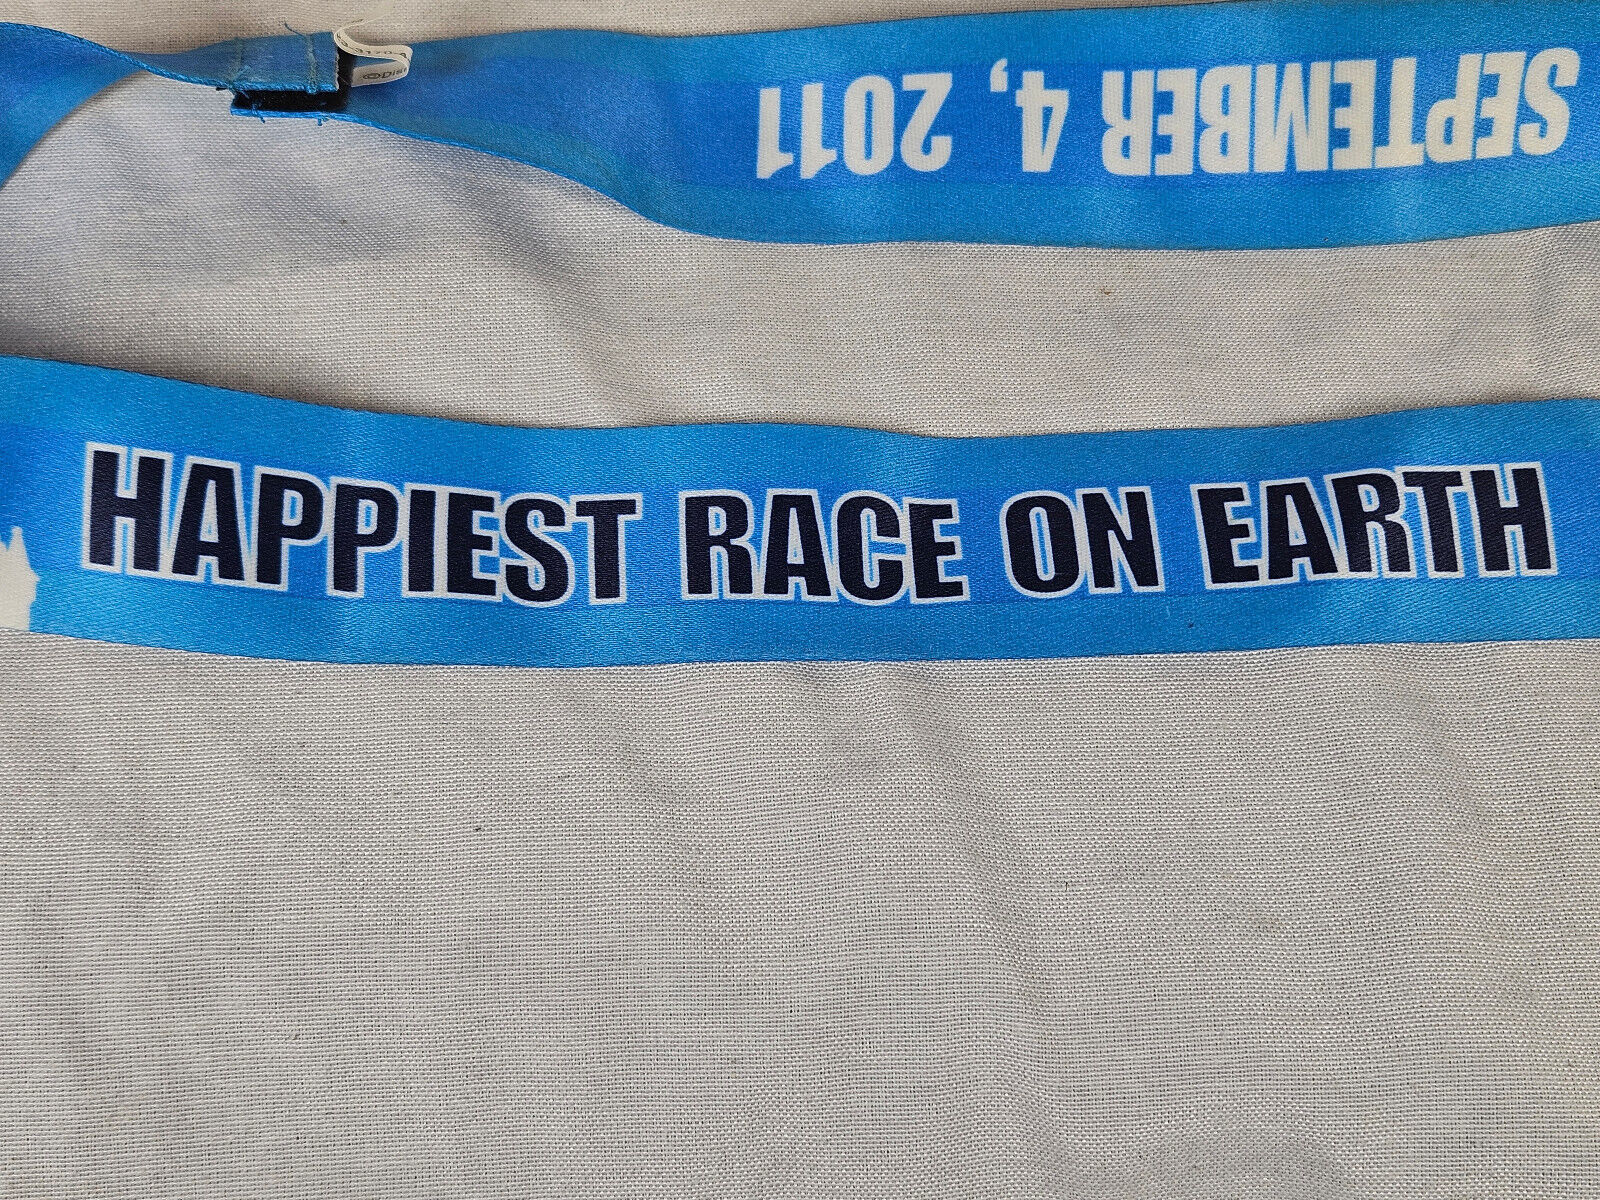 SEPTEMBER 4, 2011
HAPPIEST RACE ON EARTH